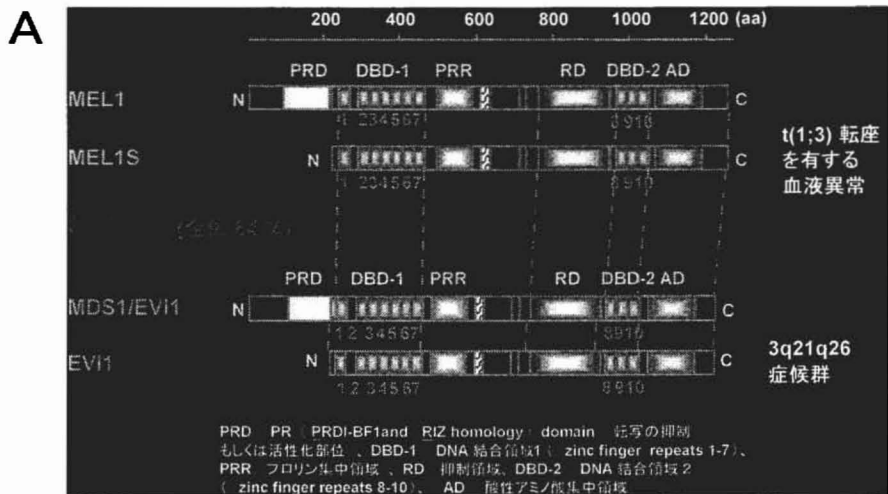 A
200 400 600 800 1000 1200 (aa)
PRD DBD-1 PRR RD DBD-2 AD
MEL1 N C
1 234567 8 910
MEL1S N C
1 234567 8 910
t(1;3) 転座
を有する
血液異常
PRD DBD-1 PRR RD DBD-2 AD
MDS1/EVI1 N C
1 2 34567 8910
EVI1 N C
1 2 34567 8 910
3q21q26
症候群
PRD PR ( PRDI-BF1and RIZ homology ) domain 転写の抑制
もしくは活性化部位 、DBD-1 DNA 結合領域1 ( zinc finger repeats 1-7)、
PRR プロリン集中領域 、RD 抑制領域、DBD-2 DNA 結合領域 2
( zinc finger repeats 8-10)、 AD 酸性アミノ酸集中領域